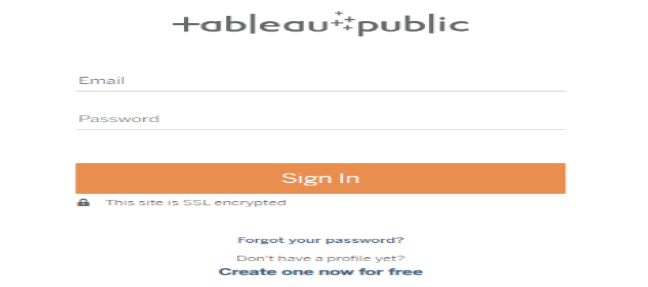 +ableau public
Email
Password
Sign In
This site is SSL encrypted
Forgot your password?
Don't have a profile yet?
Create one now for free